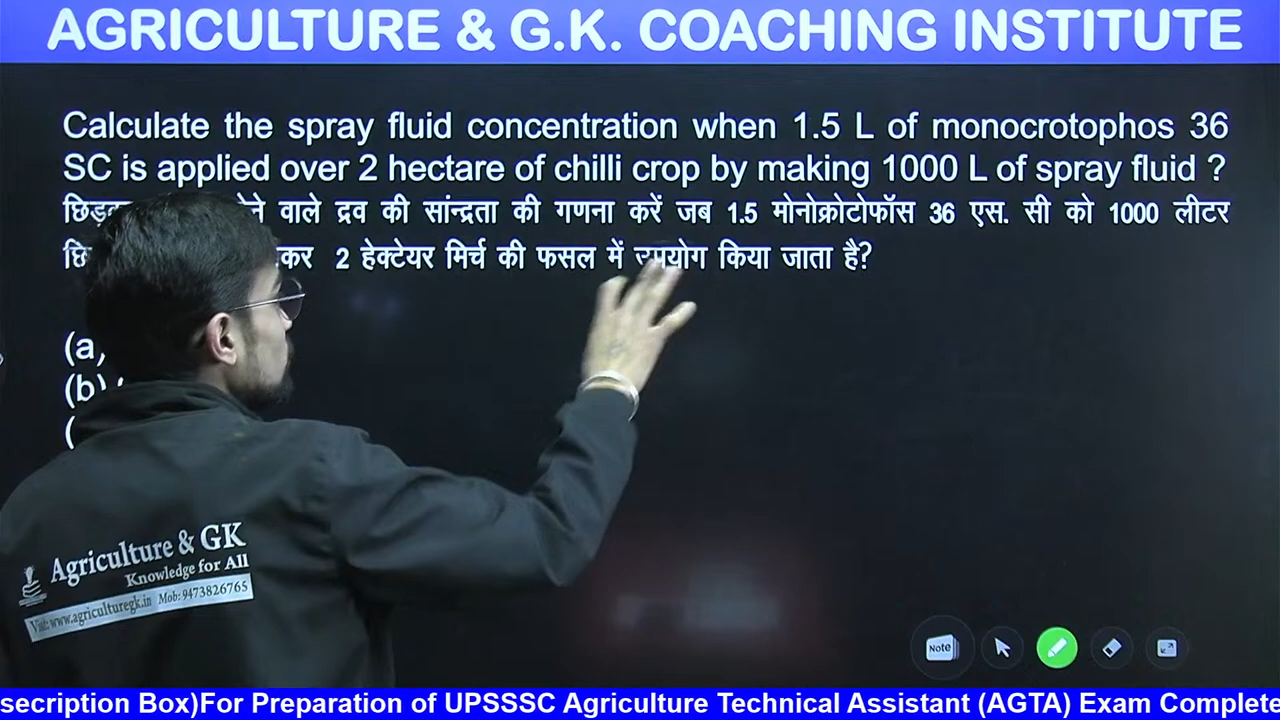 AGRICULTURE & G.K. COACHING INSTITUTE
Calculate the spray fluid concentration when 1.5 L of monocrotophos 36
SC is applied over 2 hectare of chilli crop by making 1000 L of spray fluid ?
वाले द्रव की सांन्द्रता की गणना करें जब 1.5 मोनोक्रोटोफॉस 36 एस. सी को 1000 लीटर
2 हेक्टेयर मिर्च की फसल में उपयोग किया जाता है?
(a)
(b)
Agriculture & GK
Knowledge for All
Visit: www.agriculturegk.in Mob: 9473826765
Note
secription Box)For Preparation of UPSSSC Agriculture Technical Assistant (AGTA) Exam Complete